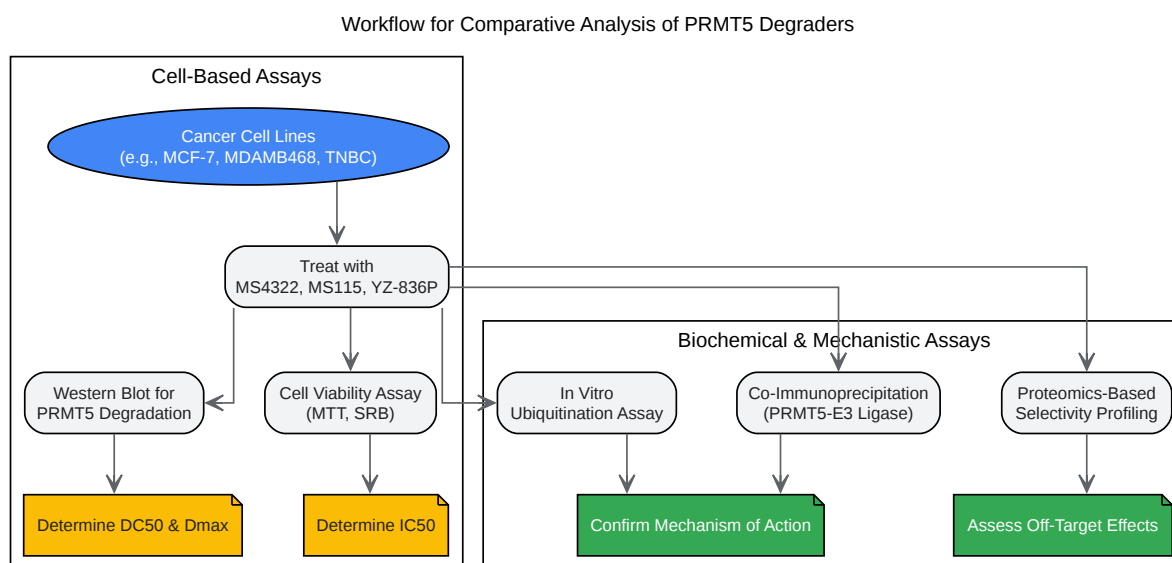 Workflow for Comparative Analysis of PRMT5 Degraders
Cell-Based Assays
Cancer Cell Lines
(e.g., MCF-7, MDAMB468, TNBC)
Treat with
MS4322, MS115, YZ-836P
Biochemical & Mechanistic Assays
Western Blot for
PRMT5 Degradation
Cell Viability Assay
(MTT, SRB)
In Vitro
Ubiquitination Assay
Co-Immunoprecipitation
(PRMT5-E3 Ligase)
Proteomics-Based
Selectivity Profiling
Determine DC50 & Dmax
Determine IC50
Confirm Mechanism of Action
Assess Off-Target Effects